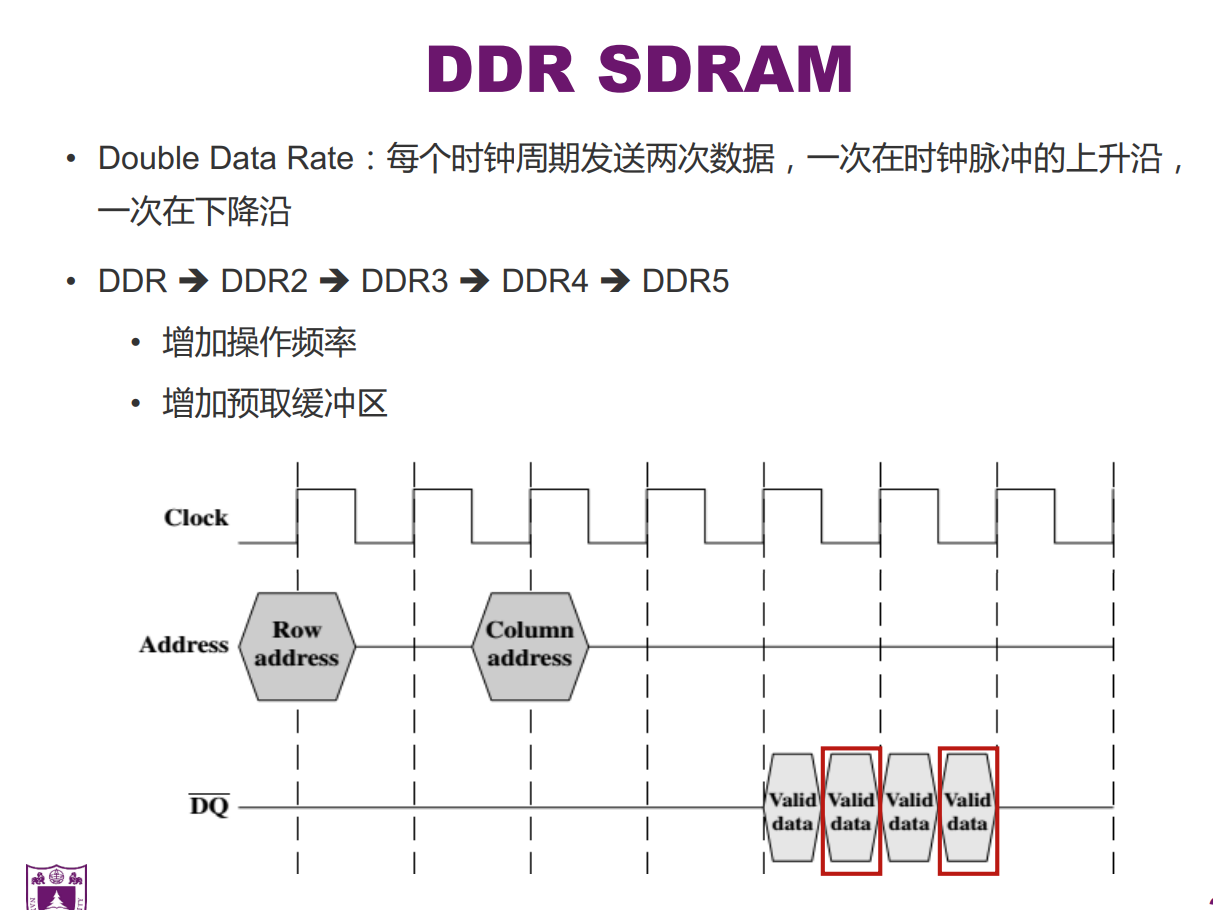 DDR SDRAM
• Double Data Rate：每个时钟周期发送两次数据，一次在时钟脉冲的上升沿，
一次在下降沿
• DDR ➔ DDR2 ➔ DDR3 ➔ DDR4 ➔ DDR5
• 增加操作频率
• 增加预取缓冲区
Clock
Address
Row
address
Column
address
DQ
Valid
data
Valid
data
Valid
data
Valid
data